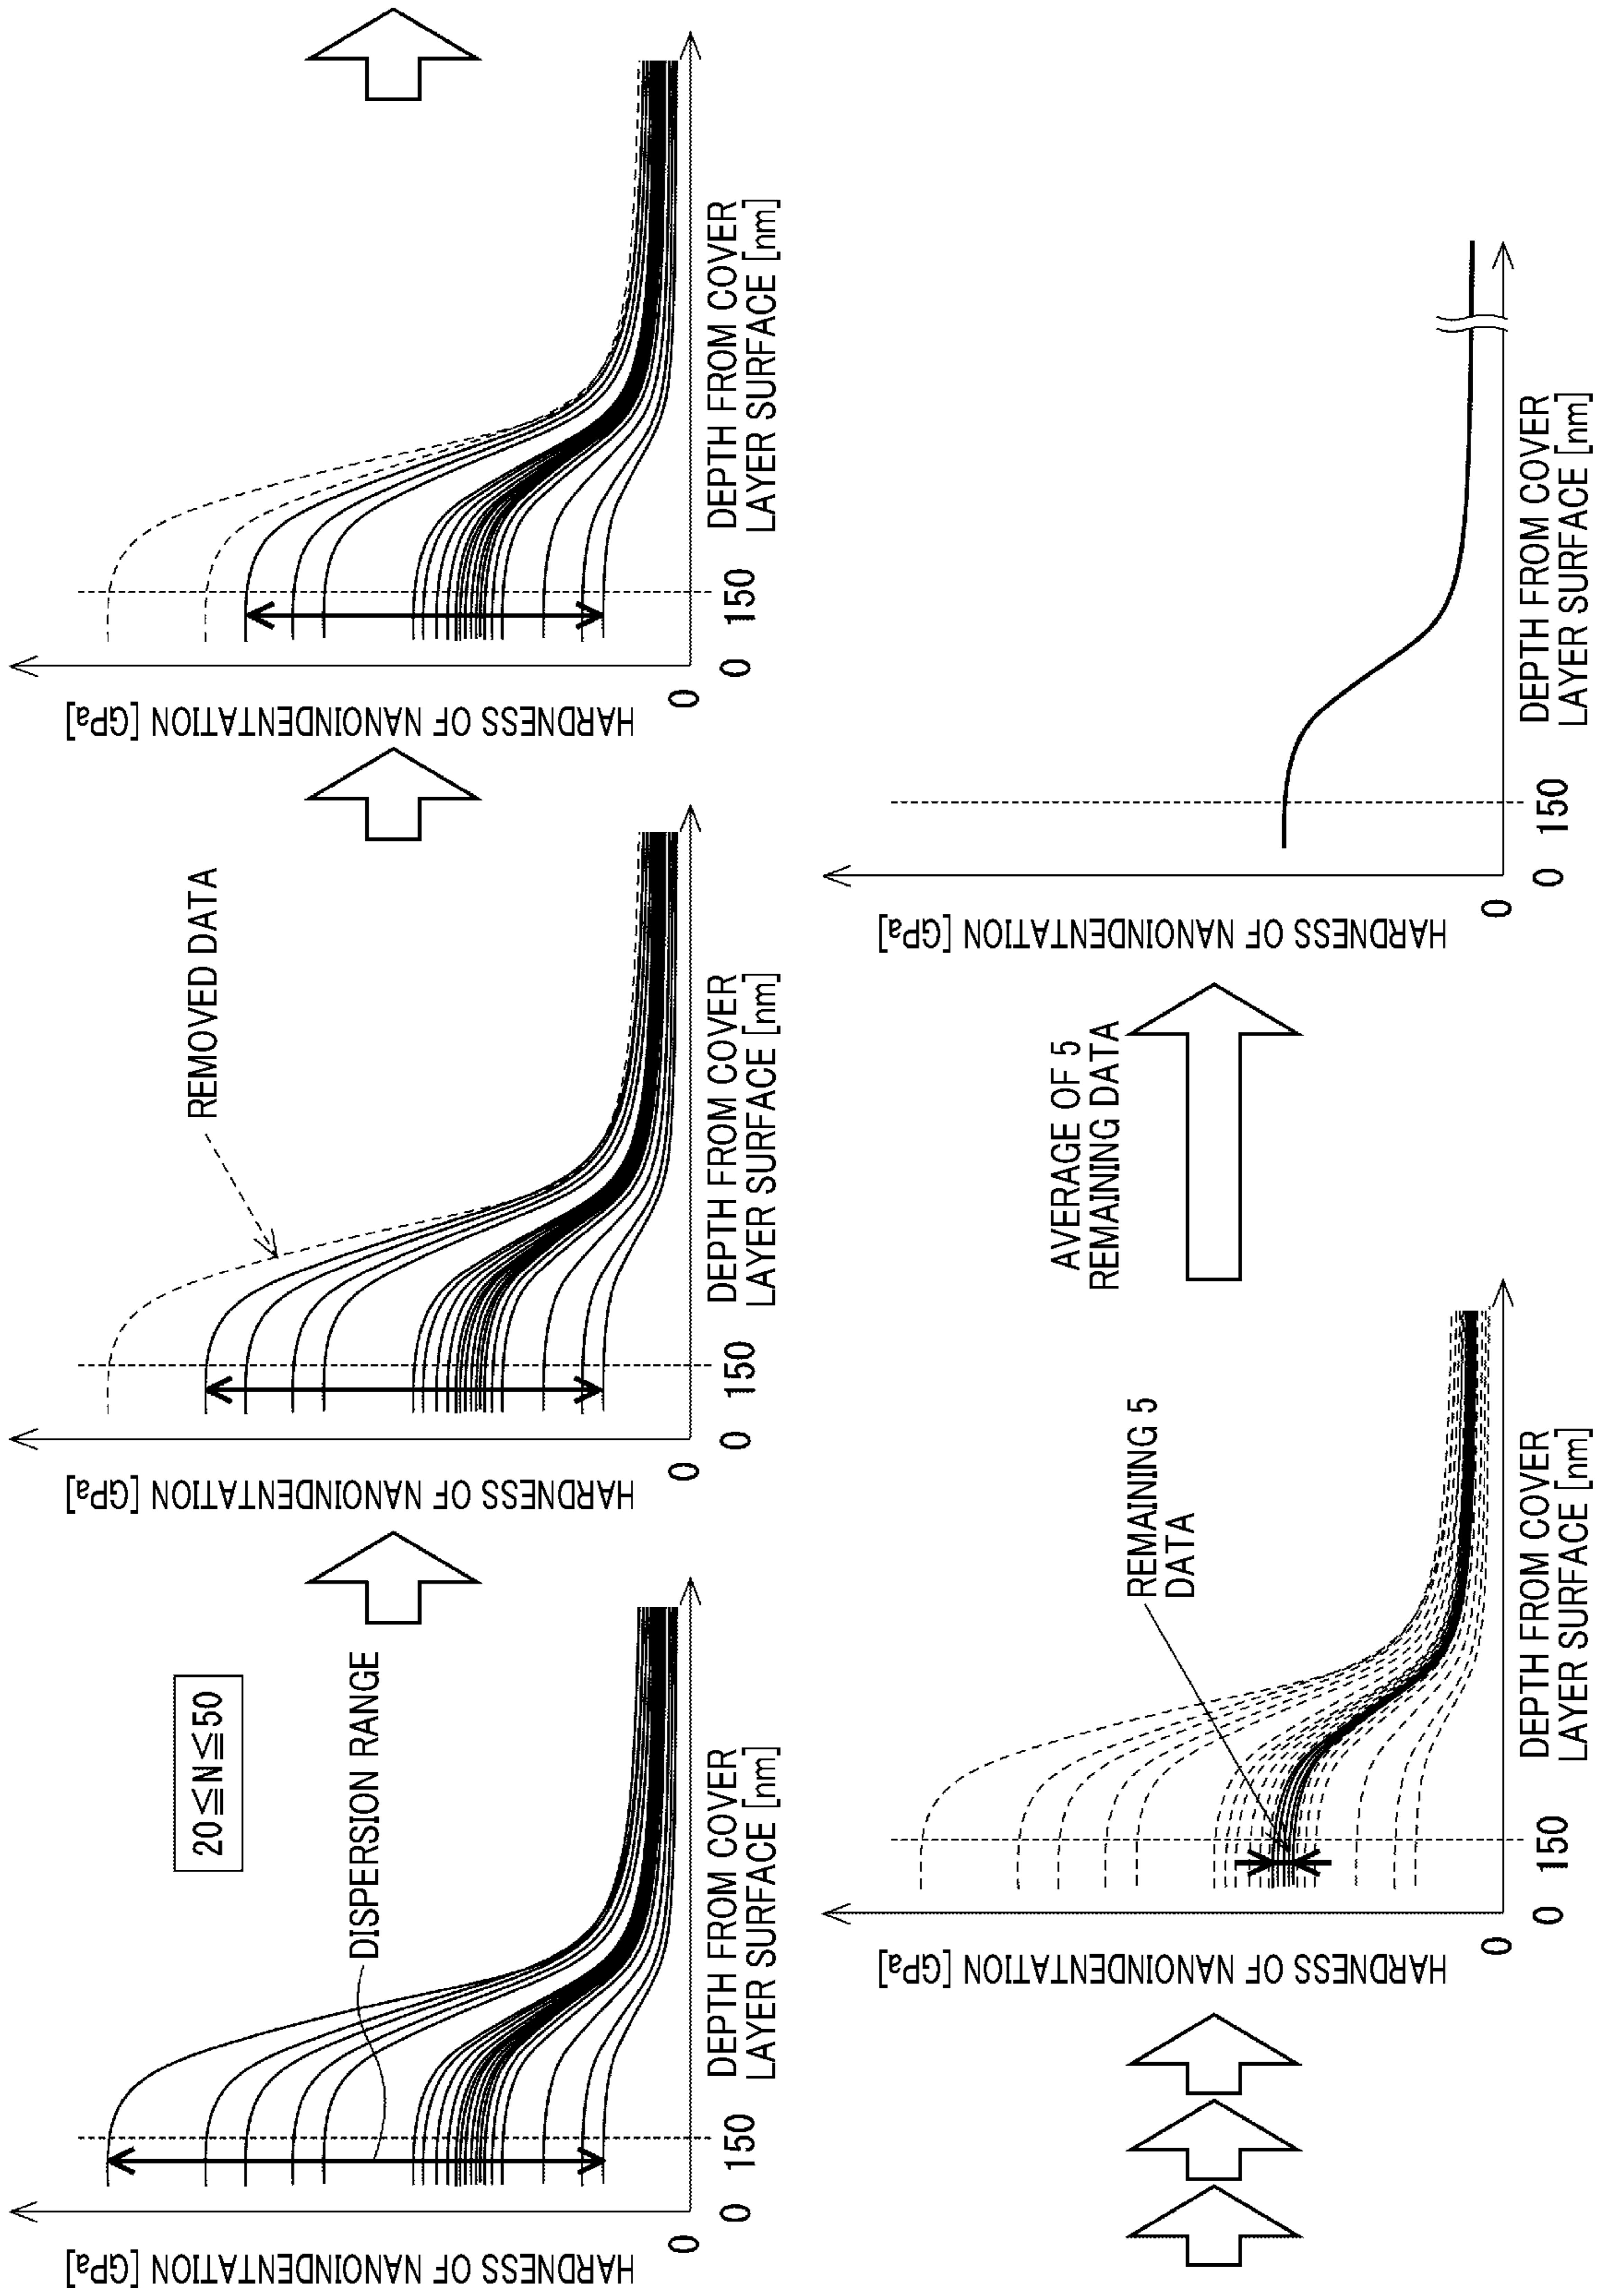 20≦N≦50
DISPERSION RANGE
HARDNESS OF NANOINDENTATION [GPa]
0
0
150
DEPTH FROM COVER
LAYER SURFACE [nm]
REMOVED DATA
HARDNESS OF NANOINDENTATION [GPa]
0
0
150
DEPTH FROM COVER
LAYER SURFACE [nm]
HARDNESS OF NANOINDENTATION [GPa]
0
0
150
DEPTH FROM COVER
LAYER SURFACE [nm]
REMAINING 5
DATA
HARDNESS OF NANOINDENTATION [GPa]
0
0
150
DEPTH FROM COVER
LAYER SURFACE [nm]
AVERAGE OF 5
REMAINING DATA
HARDNESS OF NANOINDENTATION [GPa]
0
0
150
DEPTH FROM COVER
LAYER SURFACE [nm]